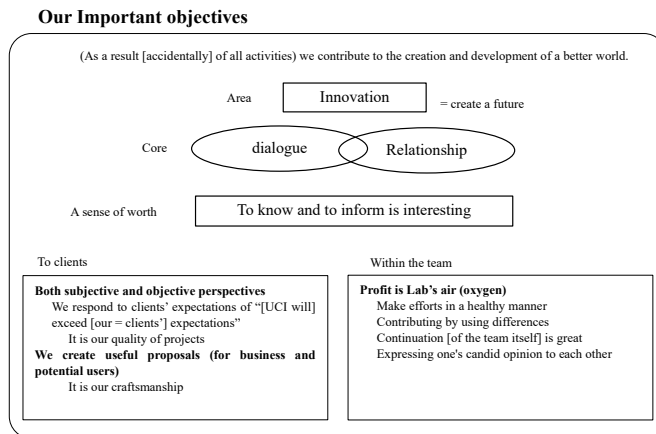 Our Important objectives
(As a result [accidentally] of all activities) we contribute to the creation and development of a better world.
Area
Innovation
= create a future
Core
dialogue
Relationship
A sense of worth
To know and to inform is interesting
To clients
Both subjective and objective perspectives
We respond to clients' expectations of “[UCI will]
exceed [our = clients'] expectations”
It is our quality of projects
We create useful proposals (for business and
potential users)
It is our craftsmanship
Within the team
Profit is Lab's air (oxygen)
Make efforts in a healthy manner
Contributing by using differences
Continuation [of the team itself] is great
Expressing one's candid opinion to each other